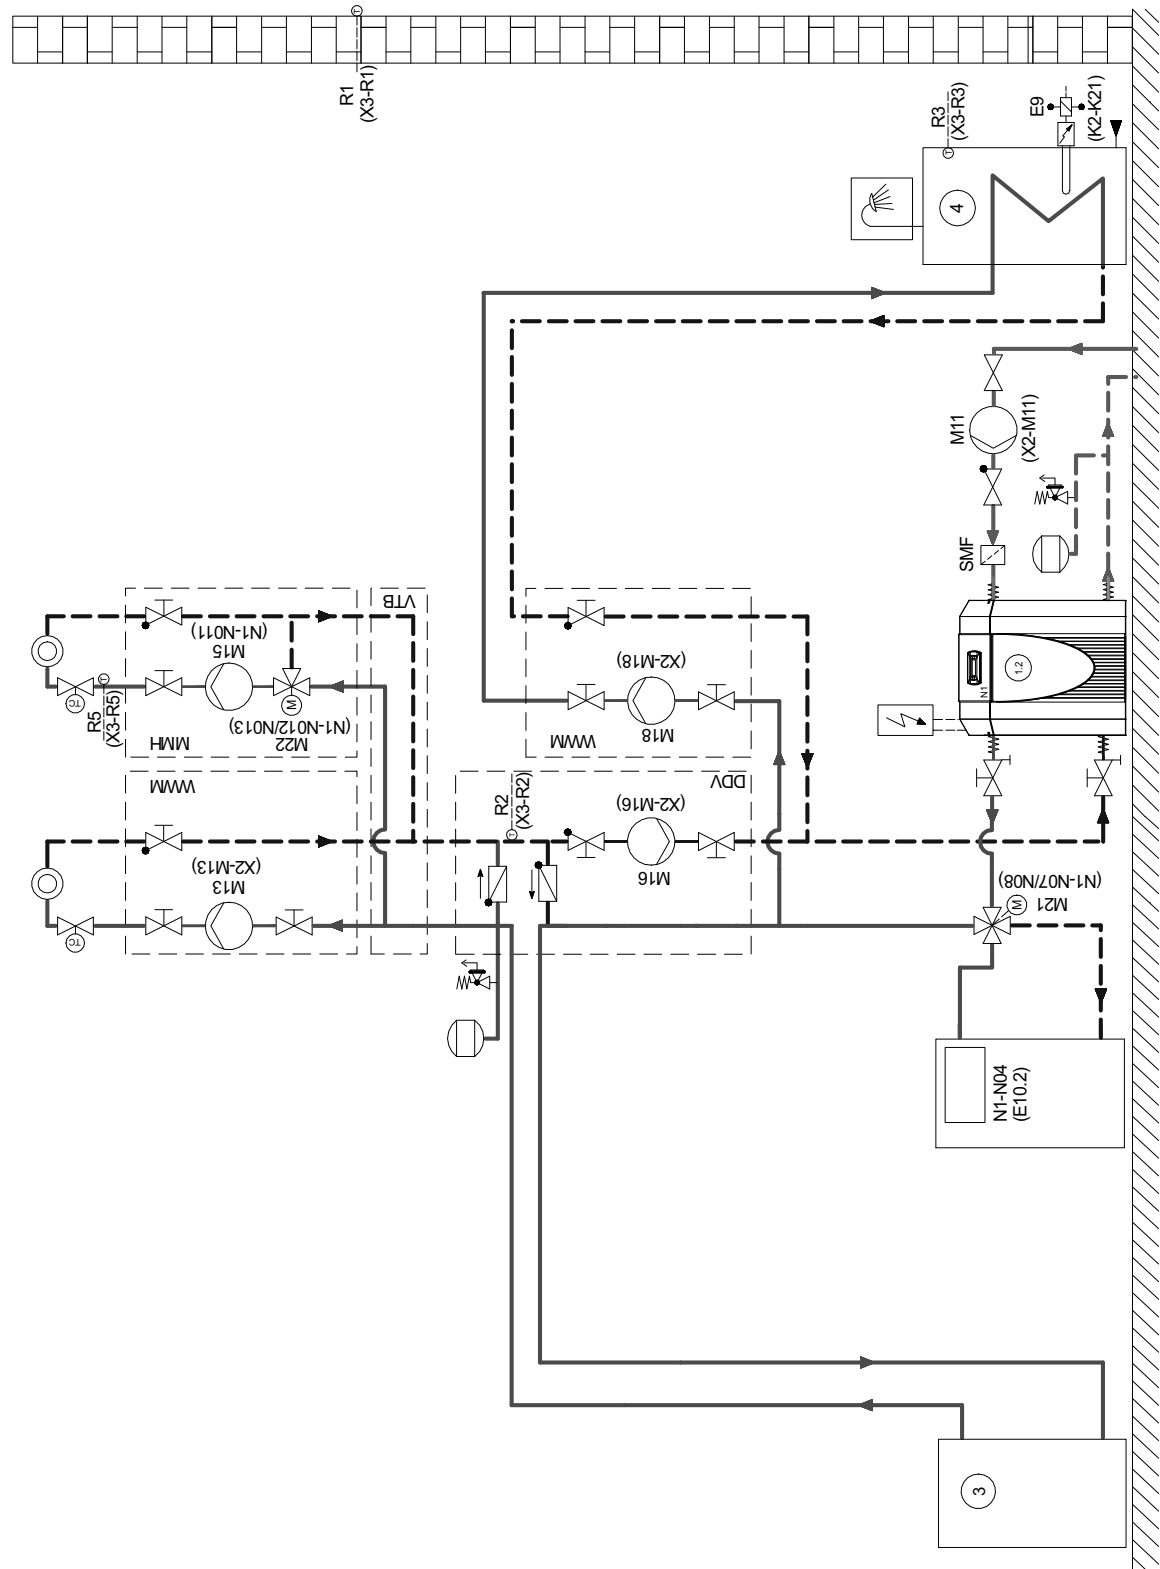 R1
(X3-R1)
R3
(X3-R3)
E9
(K2-K21)
4
M11
(X2-M11)
SMF
TC
R5
(X3-R5)
T
M15
(N1-N011)
M
M22
(N1-N012/N013)
MMH
VTB
TC
WWM
M13
(X2-M13)
R2
(X3-R2)
T
DDV
M16
(X2-M16)
WWM
M18
(X2-M18)
N1
1.2
M
M21
(N1-N07/N08)
N1-N04
(E10.2)
3
T
T